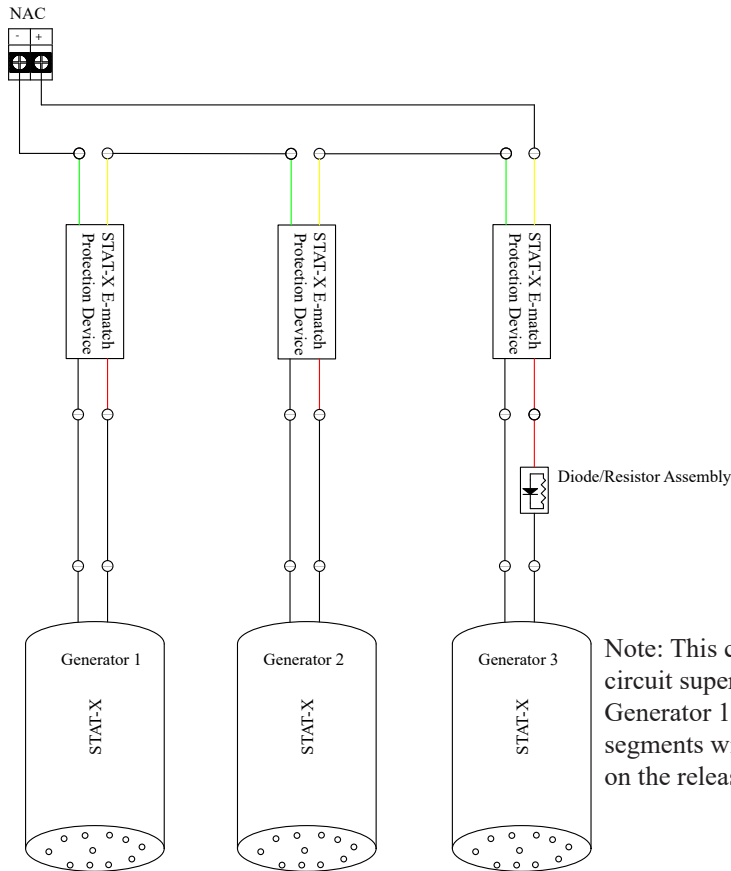 NAC
- +
STAT-X E-match
Protection Device
STAT-X E-match
Protection Device
STAT-X E-match
Protection Device
Diode/Resistor Assembly
Generator 1
STAT-X
Generator 2
STAT-X
Generator 3
STAT-X
Note: This c
circuit super
Generator 1
segments w
on the releas